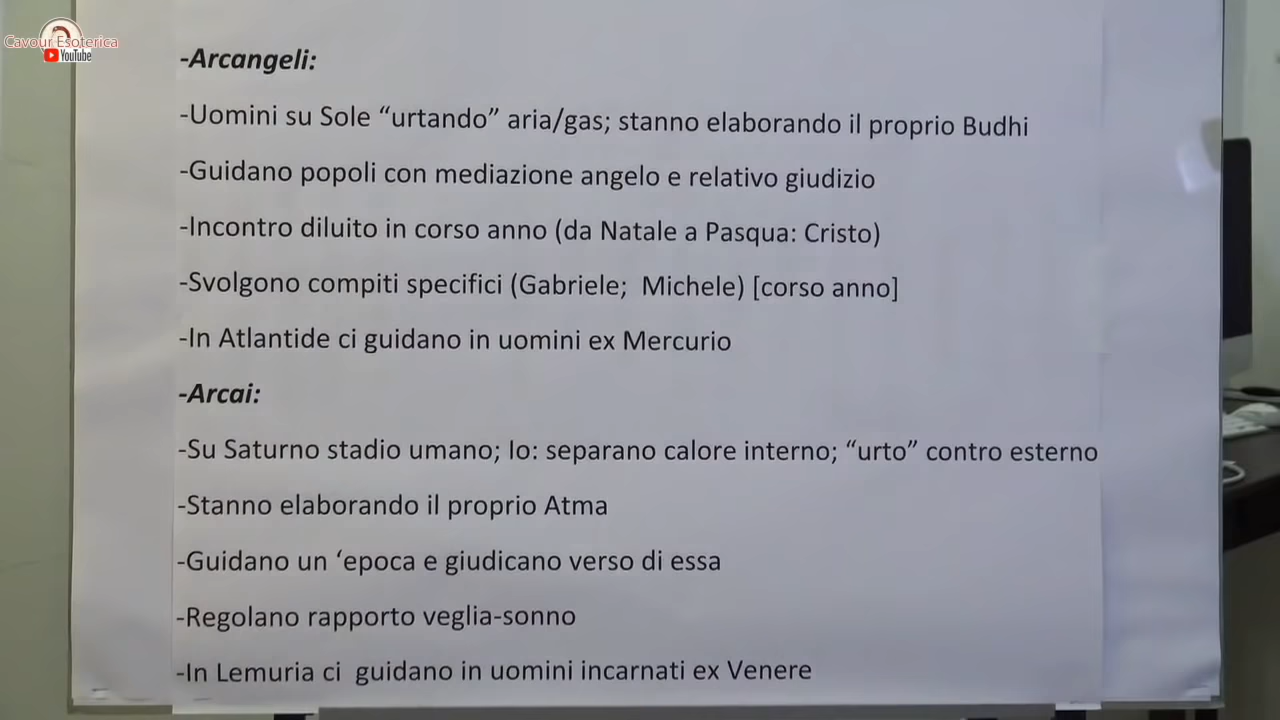 Cavour Esoterica
YouTube
-Arcangeli:
-Uomini su Sole “urtando” aria/gas; stanno elaborando il proprio Budhi
-Guidano popoli con mediazione angelo e relativo giudizio
-Incontro diluito in corso anno (da Natale a Pasqua: Cristo)
-Svolgono compiti specifici (Gabriele;  Michele) [corso anno]
-In Atlantide ci guidano in uomini ex Mercurio
-Arcai:
-Su Saturno stadio umano; Io: separano calore interno; “urto” contro esterno
-Stanno elaborando il proprio Atma
-Guidano un ‘epoca e giudicano verso di essa
-Regolano rapporto veglia-sonno
-In Lemuria ci  guidano in uomini incarnati ex Venere